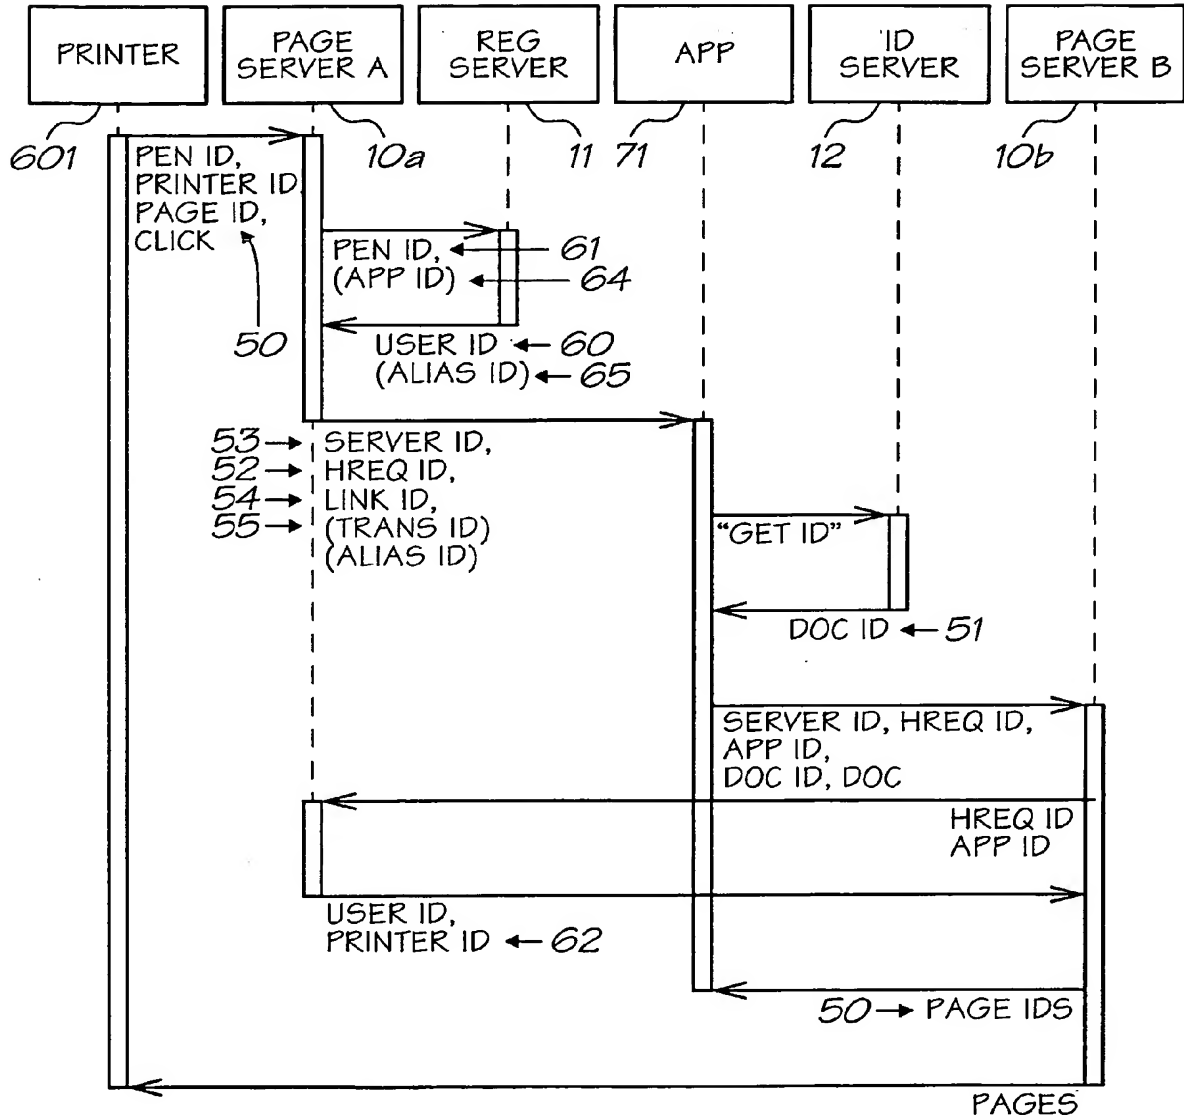 PRINTER
PAGE
SERVER A
REG
SERVER
APP
ID
SERVER
PAGE
SERVER B
601
10a
11
71
12
10b
PEN ID,
PRINTER ID,
PAGE ID,
CLICK
50
PEN ID, 61
(APP ID) 64
USER ID 60
(ALIAS ID) 65
53 SERVER ID,
52 HREQ ID,
54 LINK ID,
55 (TRANS ID)
(ALIAS ID)
"GET ID"
DOC ID 51
SERVER ID, HREQ ID,
APP ID,
DOC ID, DOC
HREQ ID
APP ID
USER ID,
PRINTER ID 62
50 PAGE IDS
PAGES